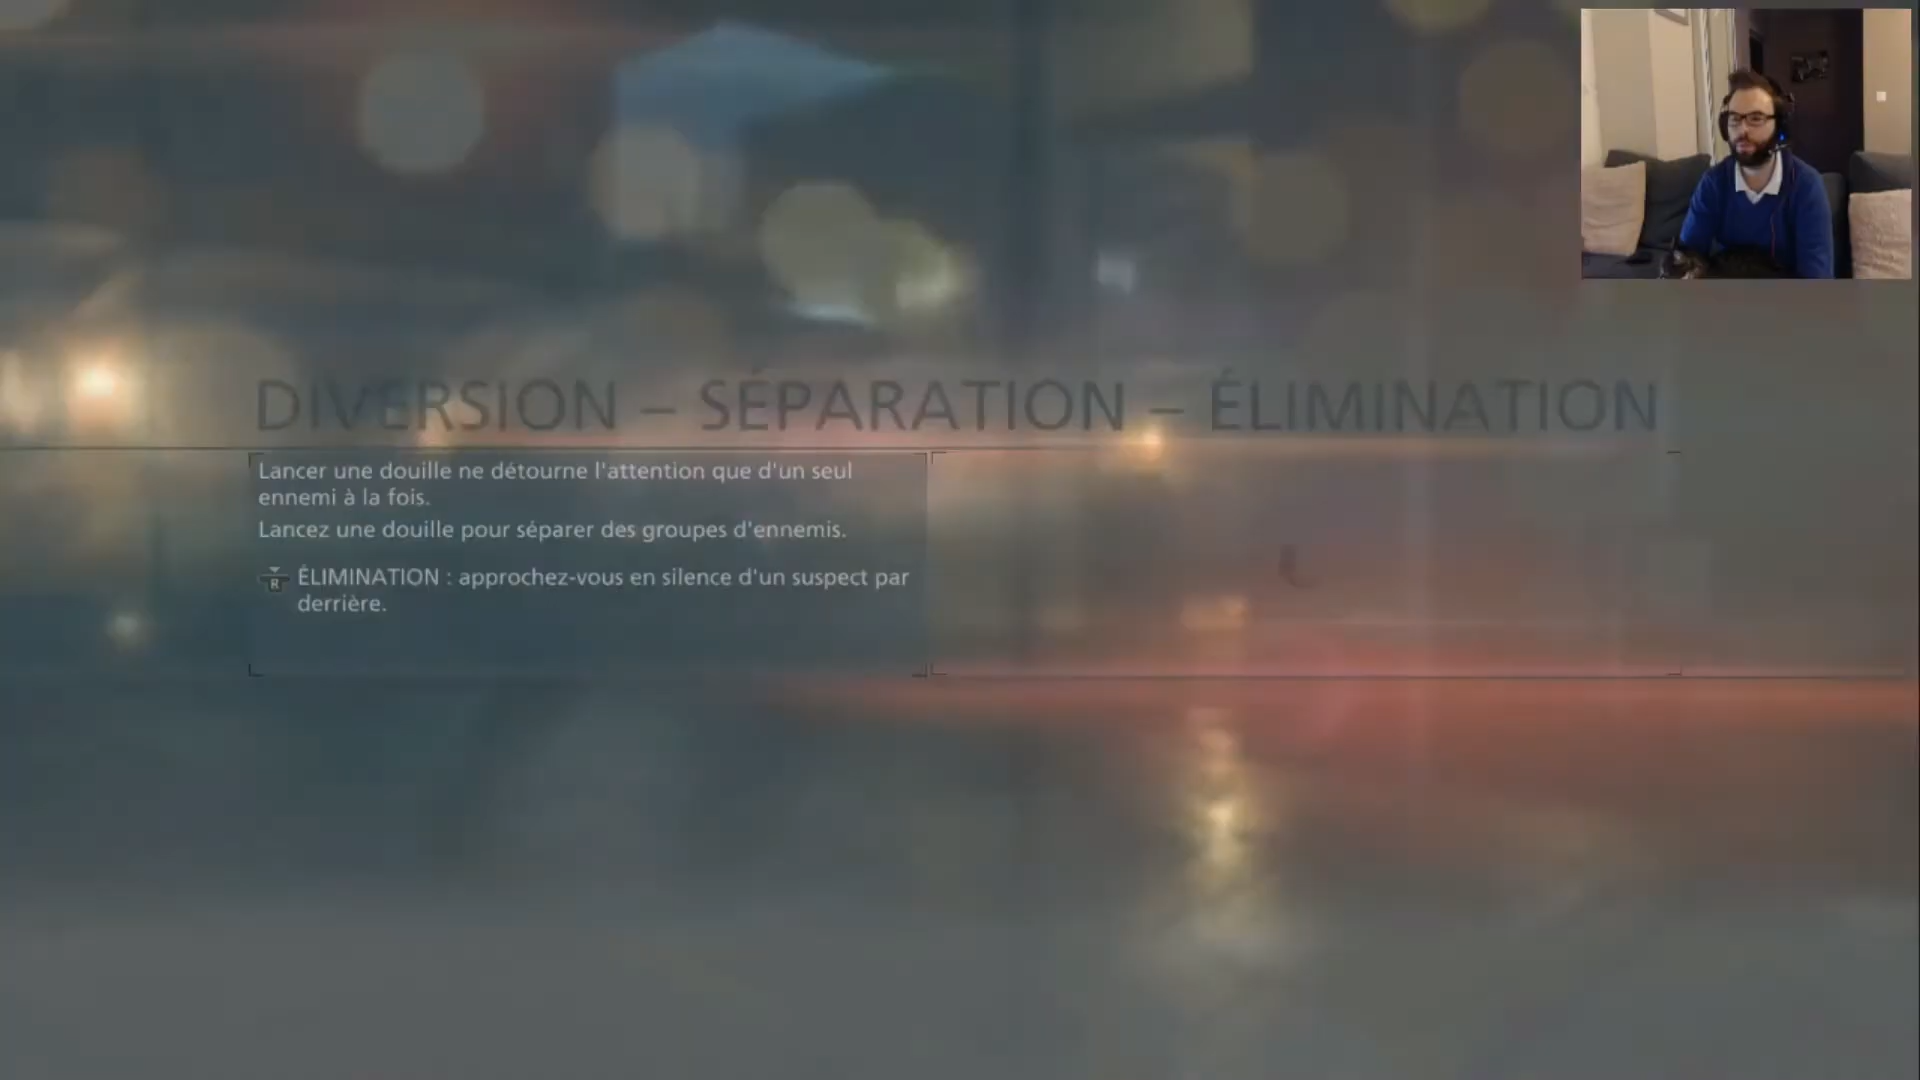 DIVERSION – SÉPARATION – ÉLIMINATION
Lancer une douille ne détourne l'attention que d'un seul
ennemi à la fois.
Lancez une douille pour séparer des groupes d'ennemis.
R ÉLIMINATION : approchez-vous en silence d'un suspect par
derrière.